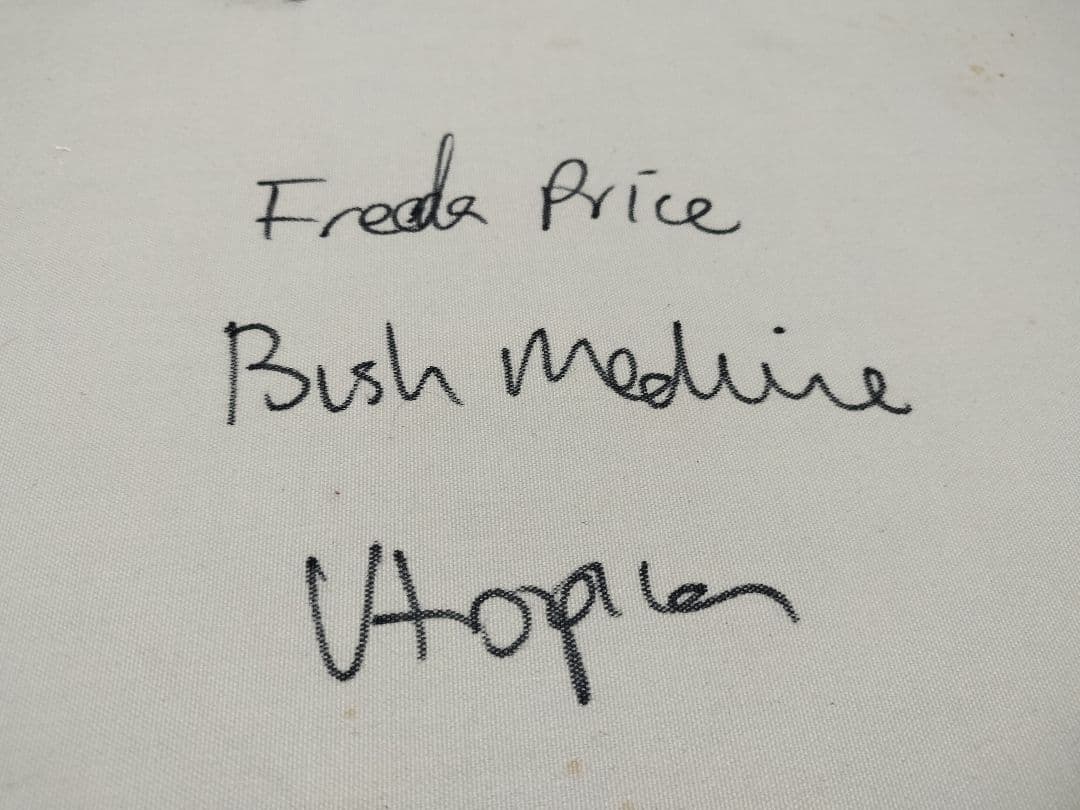 Freda Price
Bush Medicine
Utopia